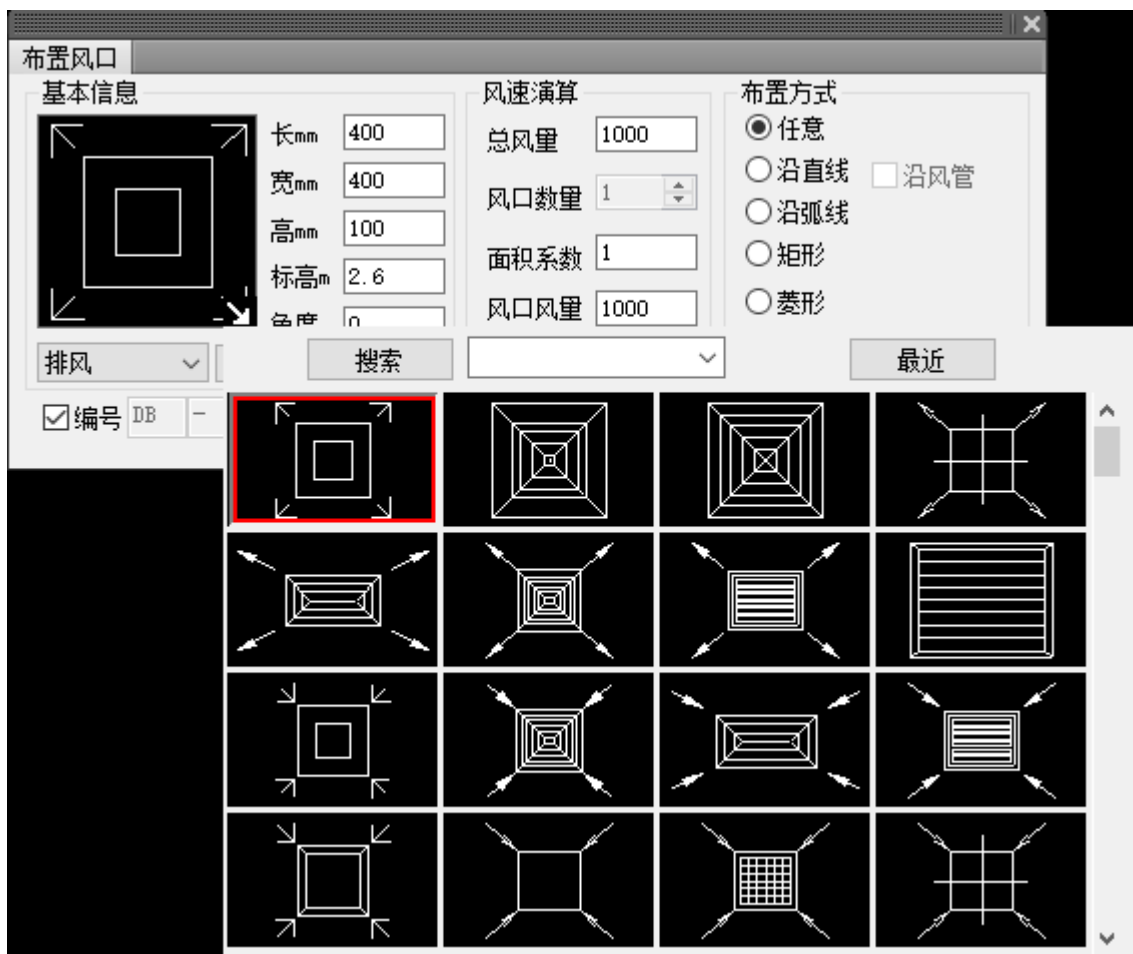 布置风口
基本信息
长mm 400
宽mm 400
高mm 100
标高m 2.6
角度 0
排风
编号 DB -
风速演算
总风量 1000
风口数量 1
面积系数 1
风口风量 1000
布置方式
任意
沿直线 沿风管
沿弧线
矩形
菱形
搜索 最近